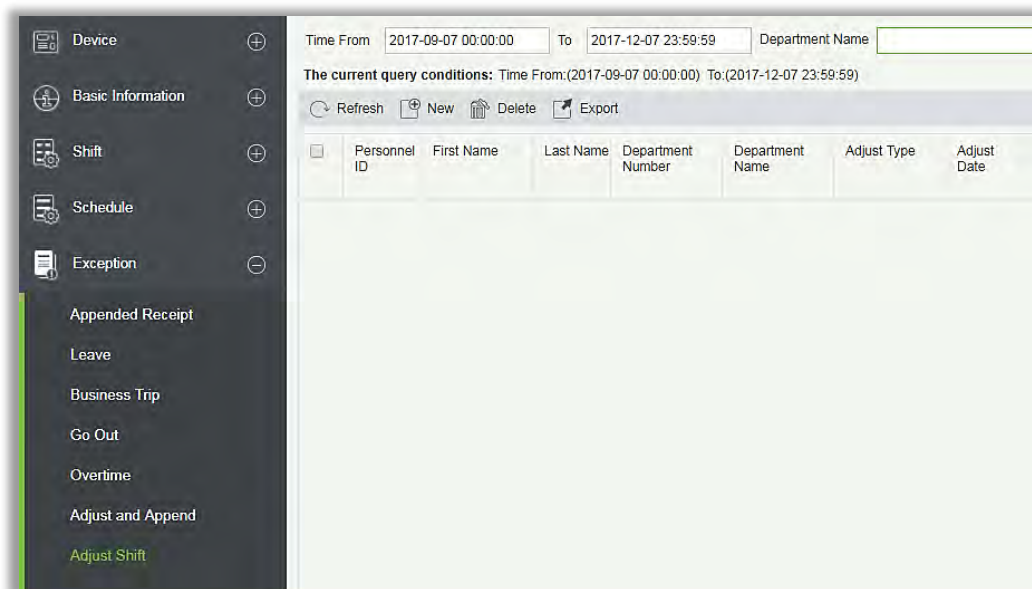 Device
Basic Information
Shift
Schedule
Exception
Appended Receipt
Leave
Business Trip
Go Out
Overtime
Adjust and Append
Adjust Shift
Time From 2017-09-07 00:00:00 To 2017-12-07 23:59:59 Department Name
The current query conditions: Time From:(2017-09-07 00:00:00) To:(2017-12-07 23:59:59)
Refresh New Delete Export
Personnel ID First Name Last Name Department Number Department Name Adjust Type Adjust Date